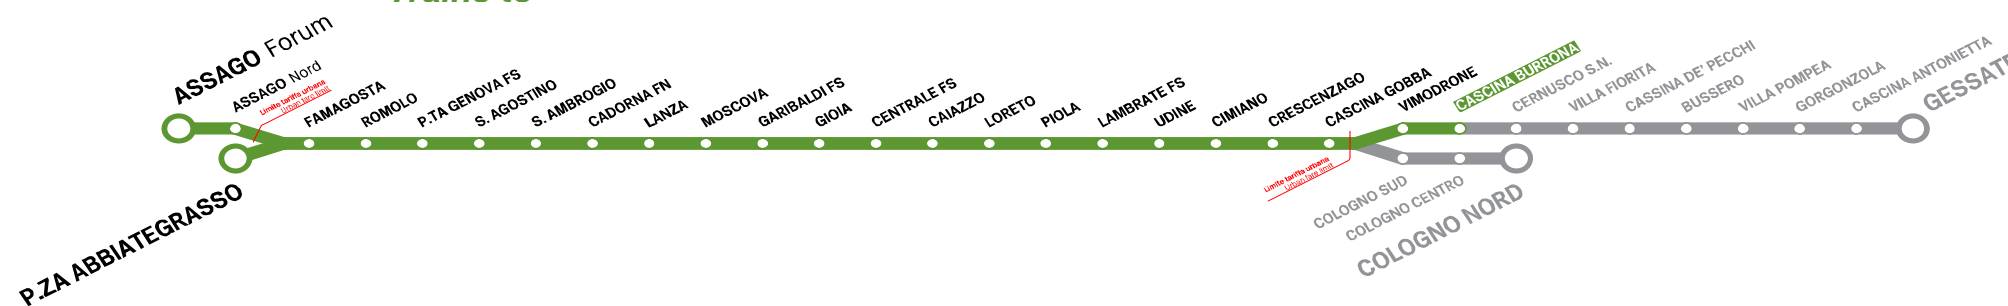 Trains to
ASSAGO Forum
ASSAGO Nord
Limite tariffa urbana
Urban fare limit
P.ZA ABBIATEGRASSO
FAMAGOSTA
ROMOLO
P.TA GENOVA FS
S. AGOSTINO
S. AMBROGIO
CADORNA FN
LANZA
MOSCOVA
GARIBALDI FS
GIOIA
CENTRALE FS
CAIAZZO
LORETO
PIOLA
LAMBRATE FS
UDINE
CIMIANO
CRESCENZAGO
CASCINA GOBBA
Limite tariffa urbana
Urban fare limit
VIMODRONE
CASCINA BURRONA
CERNUSCO S.N.
VILLA FIORITA
CASSINA DE' PECCHI
BUSSERO
VILLA POMPEA
GORGONZOLA
CASCINA ANTONIETTA
GESSATE
COLOGNO SUD
COLOGNO CENTRO
COLOGNO NORD